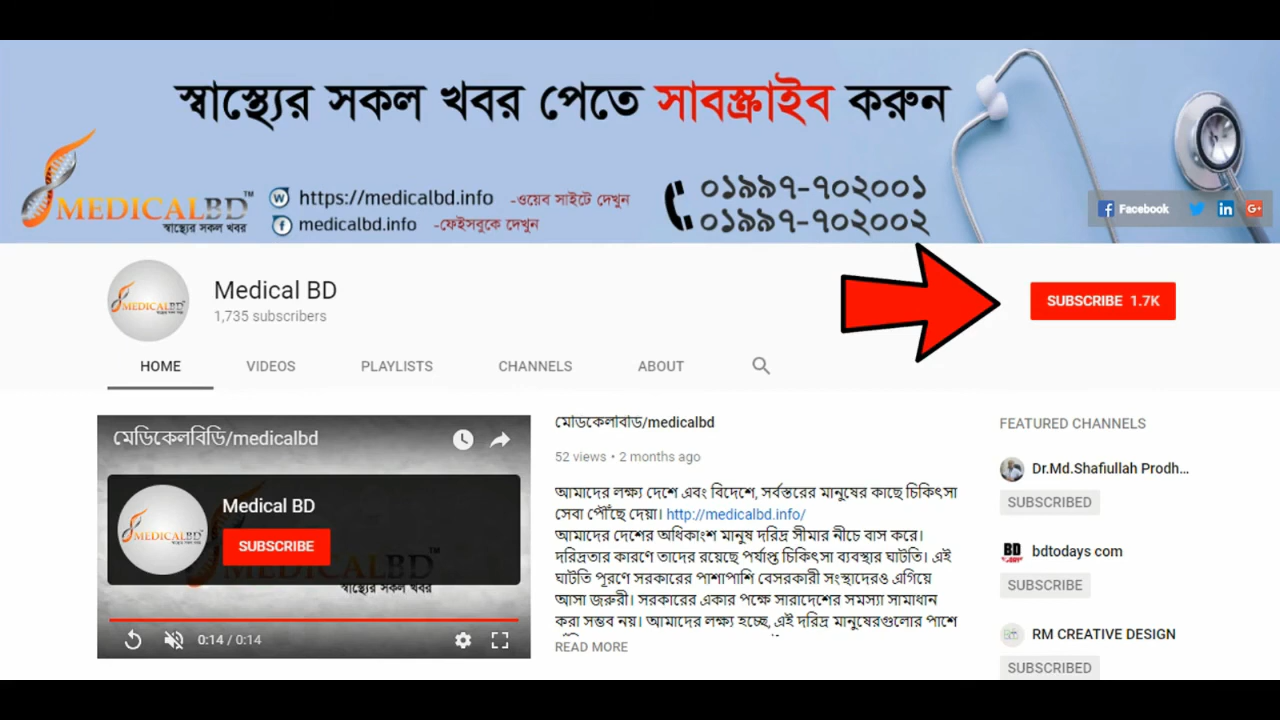 স্বাস্থ্যের সকল খবর পেতে সাবস্ক্রাইব করুন
MEDICALBD™
স্বাস্থ্যের সকল খবর
https://medicalbd.info -ওয়েব সাইটে দেখুন
medicalbd.info -ফেইসবুকে দেখুন
০১৯৯৭-৭০২০০১
০১৯৯৭-৭০২০০২
Facebook
MEDICALBD
Medical BD
1,735 subscribers
SUBSCRIBE 1.7K
HOME VIDEOS PLAYLISTS CHANNELS ABOUT
মেডিকেলবিডি/medicalbd
MEDICALBD
Medical BD
SUBSCRIBE
স্বাস্থ্যের সকল খবর
0:14 / 0:14
মেডিকেলবিডি/medicalbd
52 views • 2 months ago
আমাদের লক্ষ্য দেশে এবং বিদেশে, সর্বস্তরের মানুষের কাছে চিকিৎসা
সেবা পৌঁছে দেয়া। http://medicalbd.info/
আমাদের দেশের অধিকাংশ মানুষ দরিদ্র সীমার নীচে বাস করে।
দরিদ্রতার কারণে তাদের রয়েছে পর্যাপ্ত চিকিৎসা ব্যবস্থার ঘাটতি। এই
ঘাটতি পূরণে সরকারের পাশাপাশি বেসরকারী সংস্থাদেরও এগিয়ে
আসা জরুরী। সরকারের একার পক্ষে সারাদেশের সমস্যা সামাধান
করা সম্ভব নয়। আমাদের লক্ষ্য হচ্ছে, এই দরিদ্র মানুষেরগুলোর পাশে
READ MORE
FEATURED CHANNELS
Dr.Md.Shafiullah Prodh...
SUBSCRIBED
bdtodays com
SUBSCRIBE
RM CREATIVE DESIGN
SUBSCRIBED